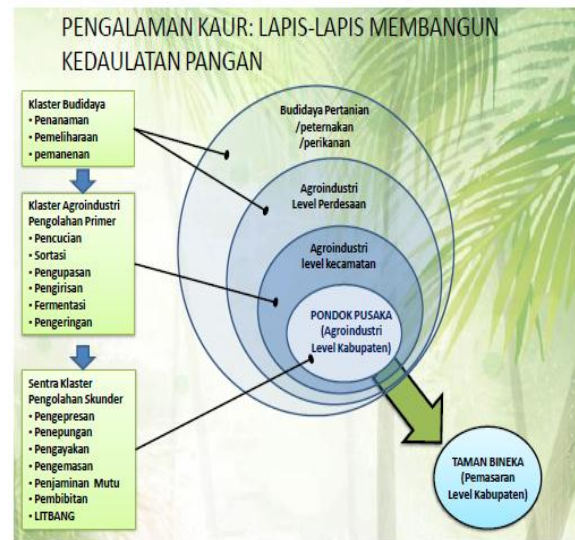 PENGALAMAN KAUR: LAPIS-LAPIS MEMBANGUN
KEDAULATAN PANGAN
Klaster Budidaya
• Penanaman
• Pemeliharaan
• pemanenan
Klaster Agroindustri
Pengolahan Primer
• Pencucian
• Sortasi
• Pengupasan
• Pengirisan
• Fermentasi
• Pengeringan
Sentra Klaster
Pengolahan Skunder
• Pengepresan
• Penepungan
• Pengayakan
• Pengemasan
• Penjaminan Mutu
• Pembibitan
• LITBANG
Budidaya Pertanian
/peternakan
/perikanan
Agroindustri
Level Perdesaan
Agroindustri
level kecamatan
PONDOK PUSAKA
(Agroindustri
Level Kabupaten)
TAMAN BINEKA
(Pemasaran
Level Kabupaten)